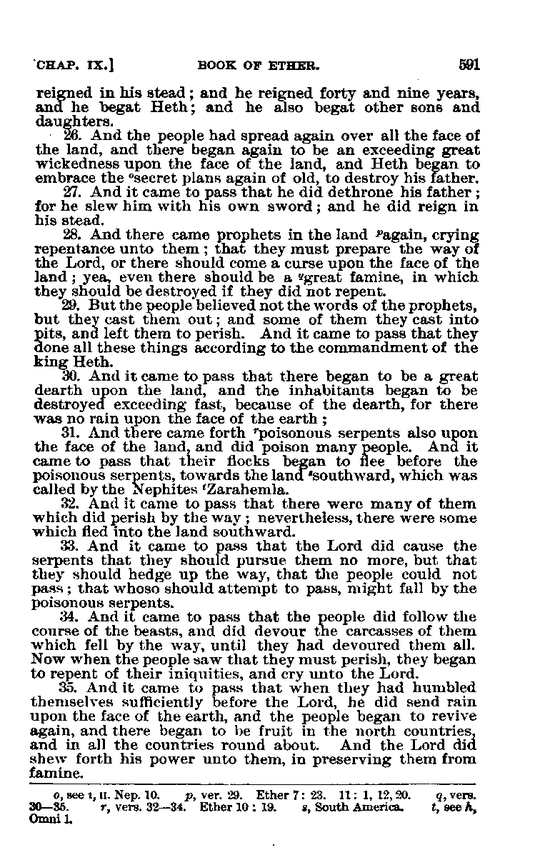 CHAP. IX.] BOOK OF ETHER. 591
reigned in his stead; and he reigned forty and nine years,
and he begat Heth; and he also begat other sons and
daughters.
26. And the people had spread again over all the face of
the land, and there began again to be an exceeding great
wickedness upon the face of the land, and Heth began to
embrace the ᵒsecret plans again of old, to destroy his father.
27. And it came to pass that he did dethrone his father;
for he slew him with his own sword; and he did reign in
his stead.
28. And there came prophets in the land ᵖagain, crying
repentance unto them; that they must prepare the way of
the Lord, or there should come a curse upon the face of the
land; yea, even there should be a qgreat famine, in which
they should be destroyed if they did not repent.
29. But the people believed not the words of the prophets,
but they cast them out; and some of them they cast into
pits, and left them to perish. And it came to pass that they
done all these things according to the commandment of the
king Heth.
30. And it came to pass that there began to be a great
dearth upon the land, and the inhabitants began to be
destroyed exceeding fast, because of the dearth, for there
was no rain upon the face of the earth;
31. And there came forth ʳpoisonous serpents also upon
the face of the land, and did poison many people. And it
came to pass that their flocks began to flee before the
poisonous serpents, towards the land ˢsouthward, which was
called by the Nephites ᵗZarahemla.
32. And it came to pass that there were many of them
which did perish by the way; nevertheless, there were some
which fled into the land southward.
33. And it came to pass that the Lord did cause the
serpents that they should pursue them no more, but that
they should hedge up the way, that the people could not
pass; that whoso should attempt to pass, might fall by the
poisonous serpents.
34. And it came to pass that the people did follow the
course of the beasts, and did devour the carcasses of them
which fell by the way, until they had devoured them all.
Now when the people saw that they must perish, they began
to repent of their iniquities, and cry unto the Lord.
35. And it came to pass that when they had humbled
themselves sufficiently before the Lord, he did send rain
upon the face of the earth, and the people began to revive
again, and there began to be fruit in the north countries,
and in all the countries round about. And the Lord did
shew forth his power unto them, in preserving them from
famine.
o, see i, II. Nep. 10. p, ver. 29. Ether 7: 23. 11: 1, 12, 20. q, vers.
30—35. r, vers. 32—34. Ether 10: 19. s, South America. t, see h,
Omni 1.